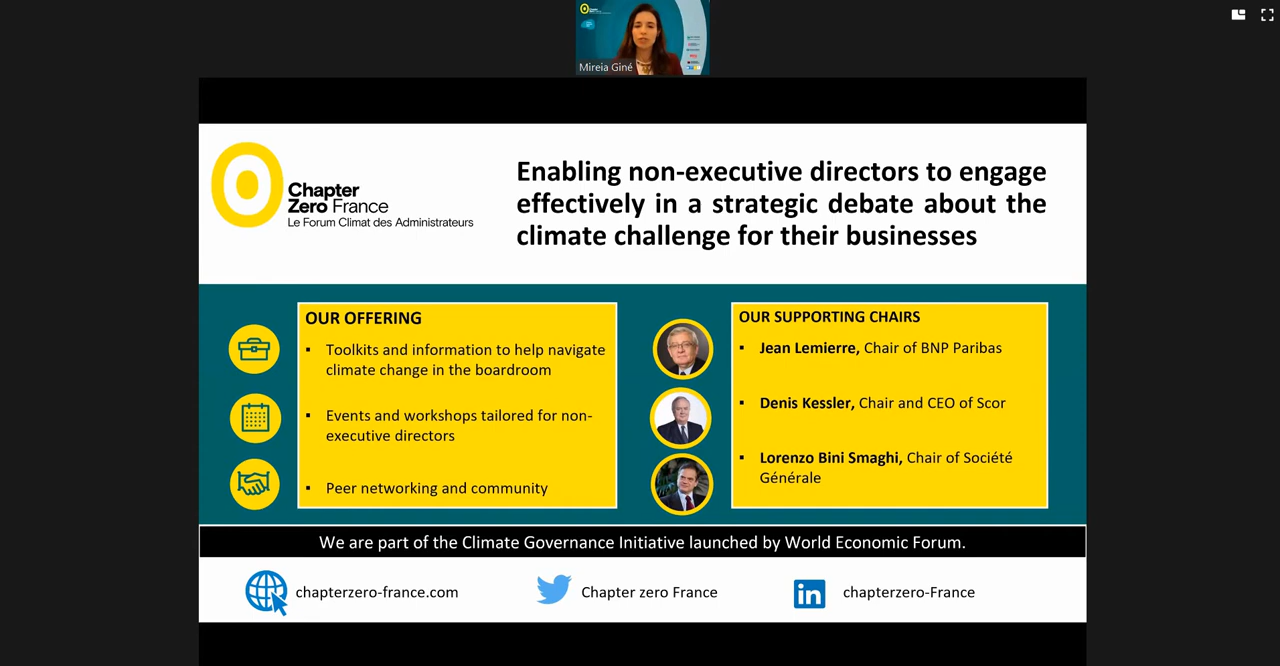 Mireia Giné
Chapter
Zero France
Le Forum Climat des Administrateurs
Enabling non-executive directors to engage
effectively in a strategic debate about the
climate challenge for their businesses
OUR OFFERING
▪ Toolkits and information to help navigate
climate change in the boardroom
▪ Events and workshops tailored for non-
executive directors
▪ Peer networking and community
OUR SUPPORTING CHAIRS
▪ Jean Lemierre, Chair of BNP Paribas
▪ Denis Kessler, Chair and CEO of Scor
▪ Lorenzo Bini Smaghi, Chair of Société
Générale
We are part of the Climate Governance Initiative launched by World Economic Forum.
chapterzero-france.com
Chapter zero France
in
chapterzero-France